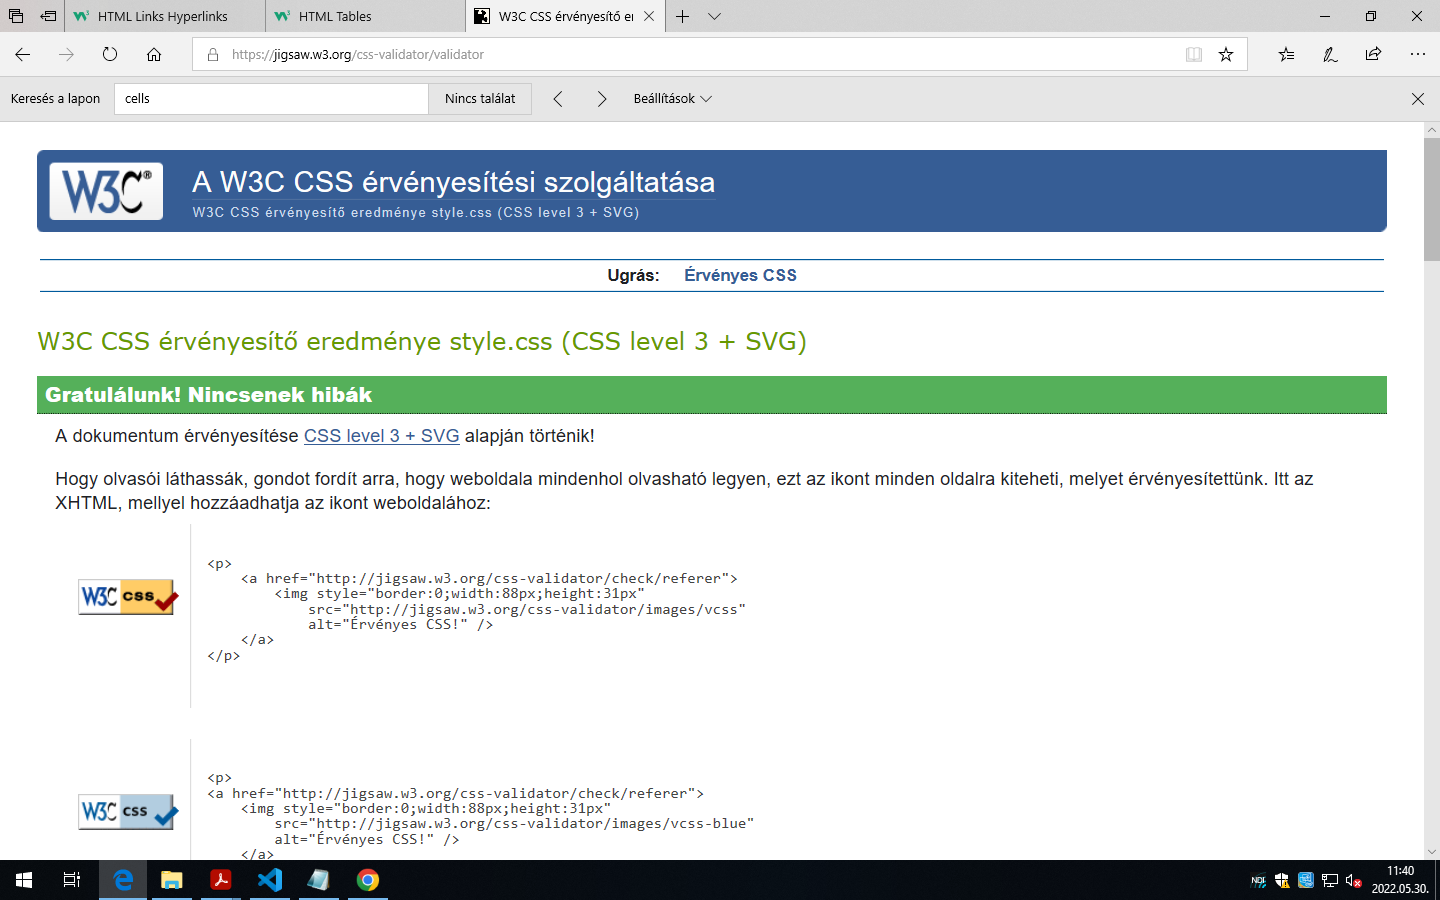 HTML Links Hyperlinks
HTML Tables
W3C CSS érvényesítő er
https://jigsaw.w3.org/css-validator/validator
Keresés a lapon
cells
Nincs találat
Beállítások
W3C®
A W3C CSS érvényesítési szolgáltatása
W3C CSS érvényesítő eredménye style.css (CSS level 3 + SVG)
Ugrás: Érvényes CSS
W3C CSS érvényesítő eredménye style.css (CSS level 3 + SVG)
Gratulálunk! Nincsenek hibák
A dokumentum érvényesítése CSS level 3 + SVG alapján történik!
Hogy olvasói láthassák, gondot fordít arra, hogy weboldala mindenhol olvasható legyen, ezt az ikont minden oldalra kiteheti, melyet érvényesítettünk. Itt az
XHTML, mellyel hozzáadhatja az ikont weboldalához:
W3C css
<p>
<a href="http://jigsaw.w3.org/css-validator/check/referer">
<img style="border:0;width:88px;height:31px"
src="http://jigsaw.w3.org/css-validator/images/vcss"
alt="Érvényes CSS!" />
</a>
</p>
W3C css
<p>
<a href="http://jigsaw.w3.org/css-validator/check/referer">
<img style="border:0;width:88px;height:31px"
src="http://jigsaw.w3.org/css-validator/images/vcss-blue"
alt="Érvényes CSS!" />
</a>
11:40
2022.05.30.